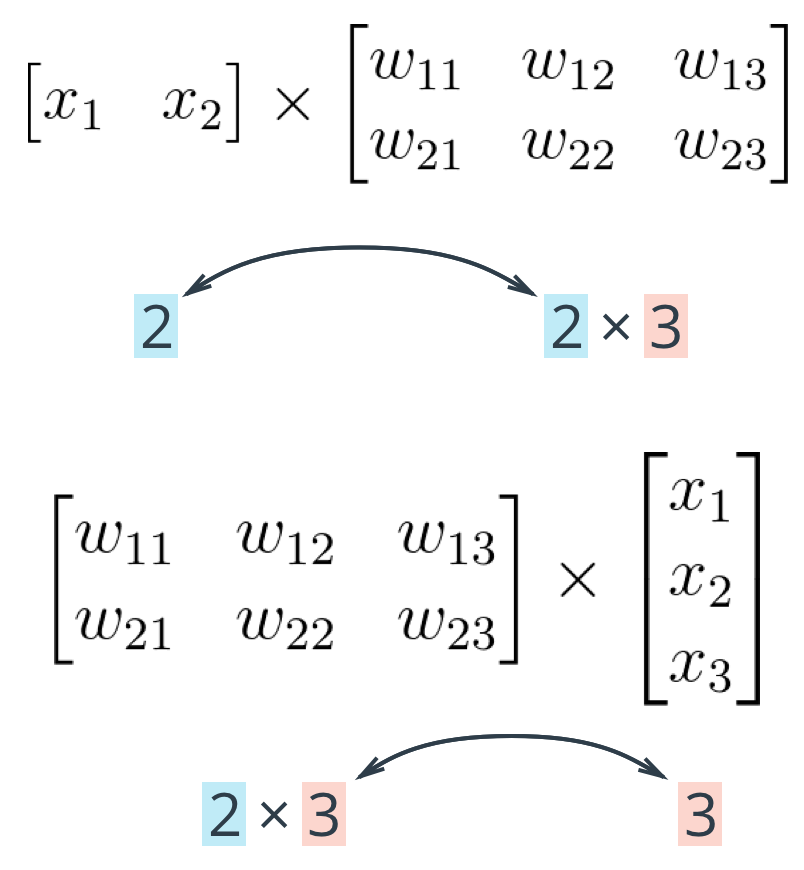 [x₁ x₂] × [w₁₁ w₁₂ w₁₃
w₂₁ w₂₂ w₂₃]
2 2 × 3
[w₁₁ w₁₂ w₁₃
w₂₁ w₂₂ w₂₃] × [x₁
x₂
x₃]
2 × 3 3